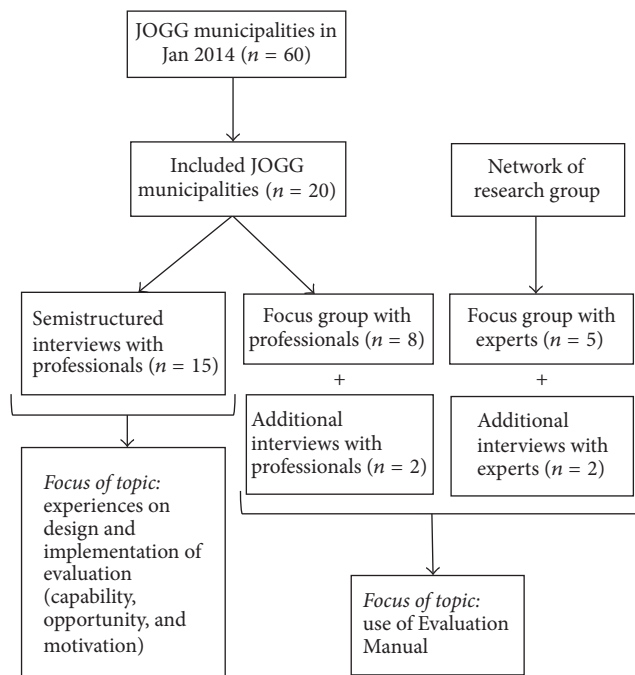 JOGG municipalities in
Jan 2014 (n = 60)
Included JOGG
municipalities (n = 20)
Network of
research group
Semistructured
interviews with
professionals (n = 15)
Focus group with
professionals (n = 8)
Focus group with
experts (n = 5)
+
+
Additional
interviews with
professionals (n = 2)
Additional
interviews with
experts (n = 2)
Focus of topic:
experiences on
design and
implementation of
evaluation
(capability,
opportunity, and
motivation)
Focus of topic:
use of Evaluation
Manual